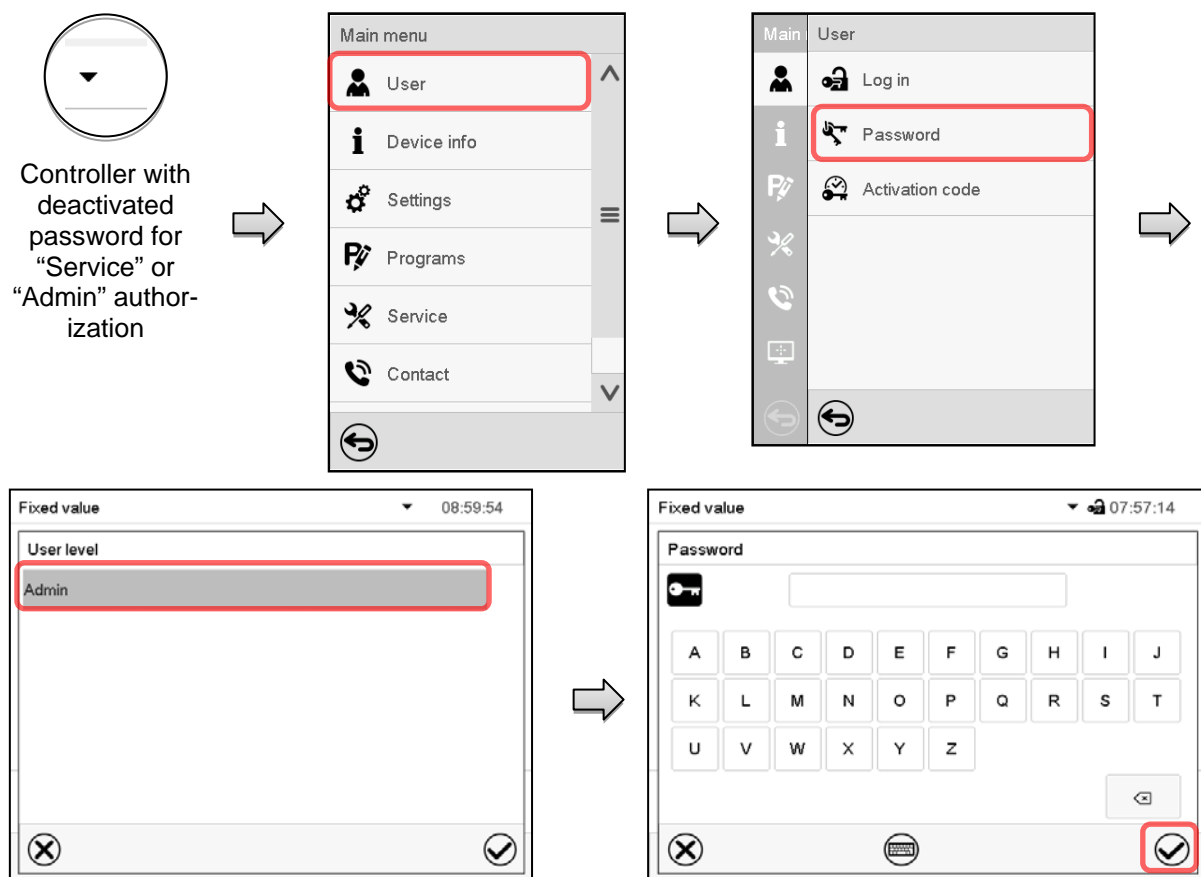 Controller with
deactivated
password for
“Service” or
“Admin” author-
ization
Main menu
User
Device info
Settings
Programs
Service
Contact
Main
User
Log in
Password
Activation code
Fixed value 08:59:54
User level
Admin
Fixed value 07:57:14
Password
A B C D E F G H I J
K L M N O P Q R S T
U V W X Y Z